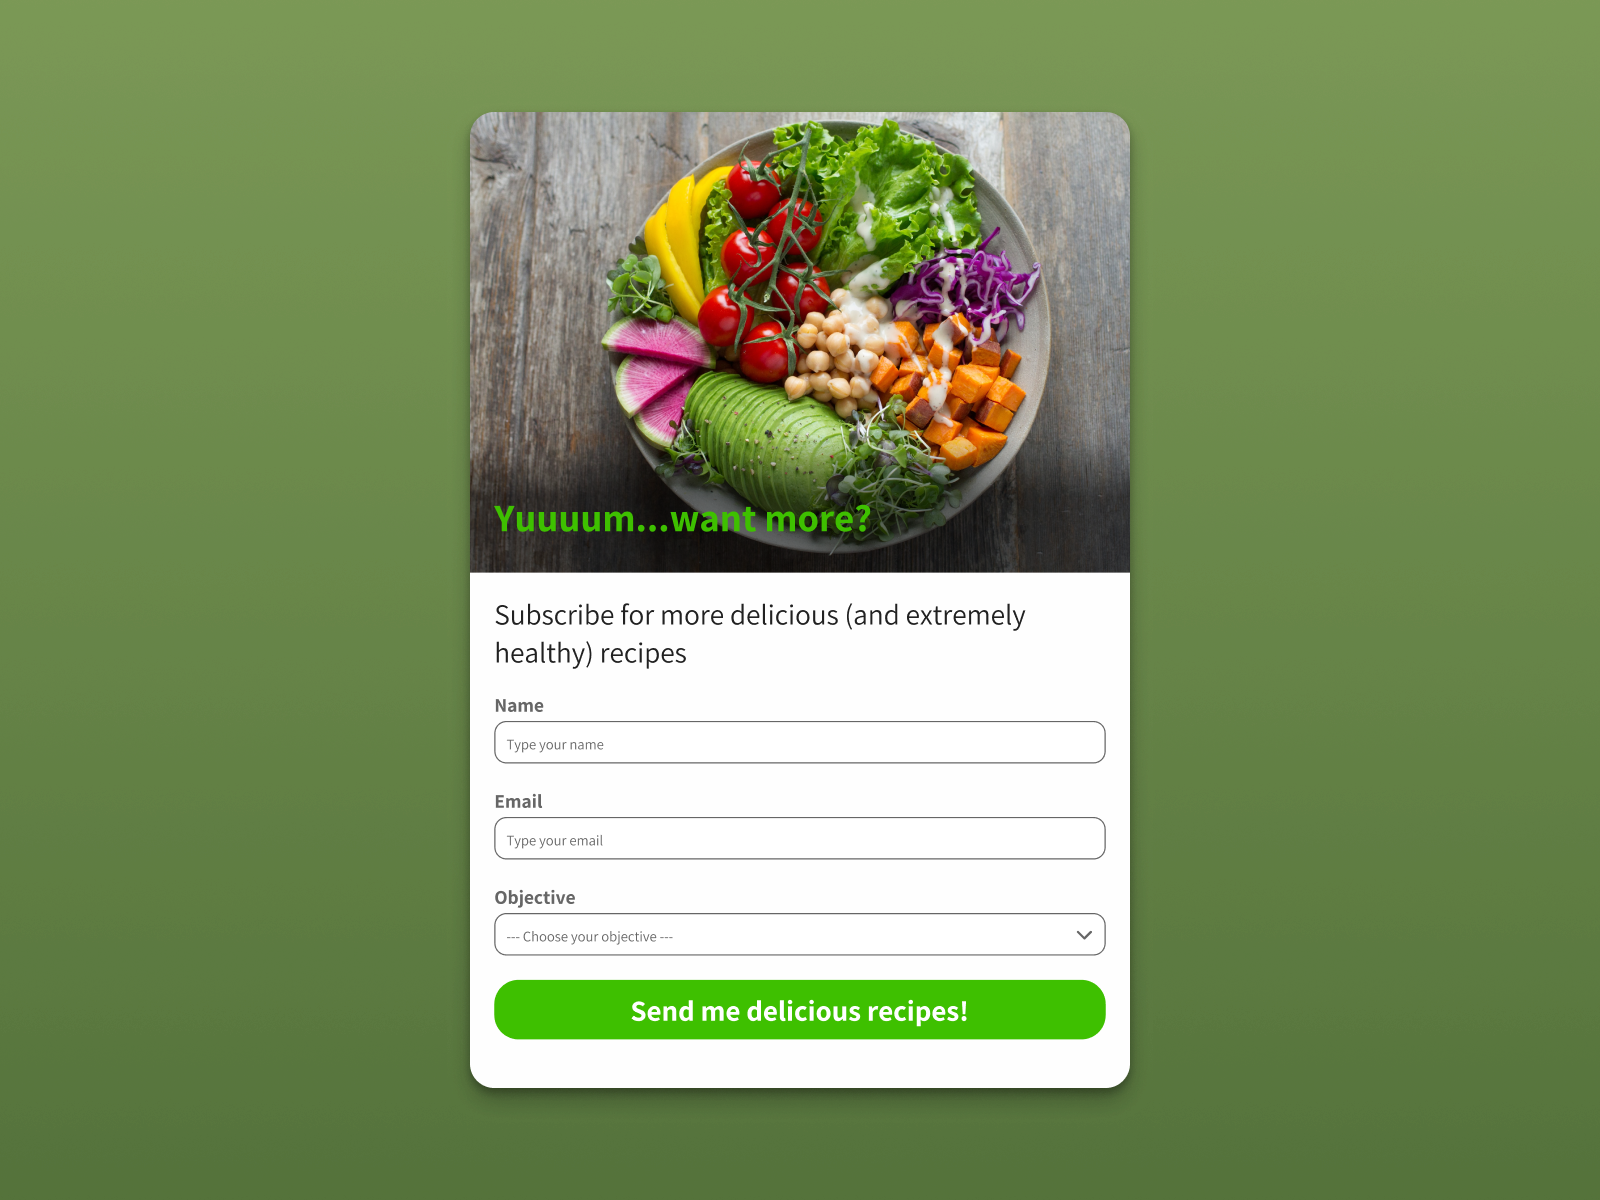 Yuuuum...want more?
Subscribe for more delicious (and extremely
healthy) recipes
Name
Type your name
Email
Type your email
Objective
--- Choose your objective ---
Send me delicious recipes!